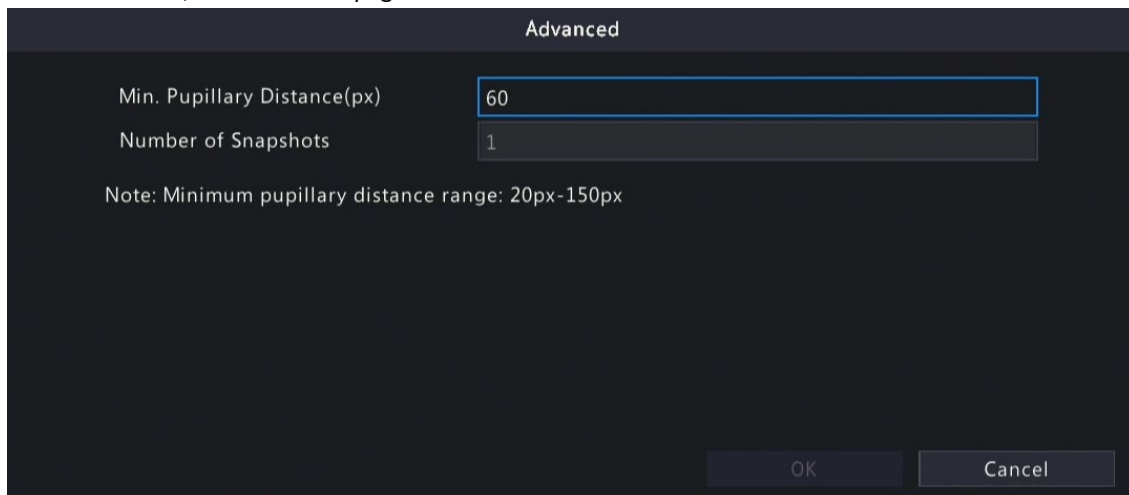 Advanced
Min. Pupillary Distance(px) 60
Number of Snapshots 1
Note: Minimum pupillary distance range: 20px-150px
OK Cancel